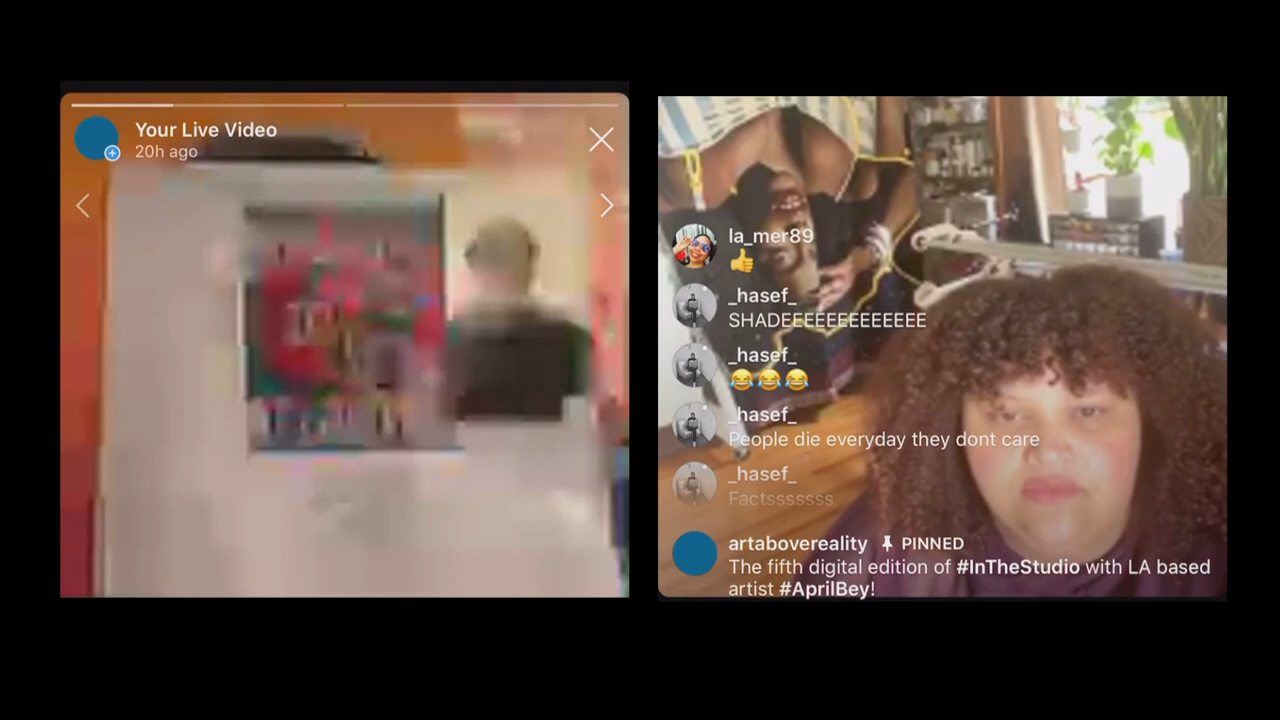 Your Live Video
20h ago
la_mer89
👍
_hasef_
SHADEEEEEEEEEEEEE
_hasef_
😂😂😂
_hasef_
People die everyday they dont care
_hasef_
Factsssssss
artabovereality 📌 PINNED
The fifth digital edition of #InTheStudio with LA based
artist #AprilBey!